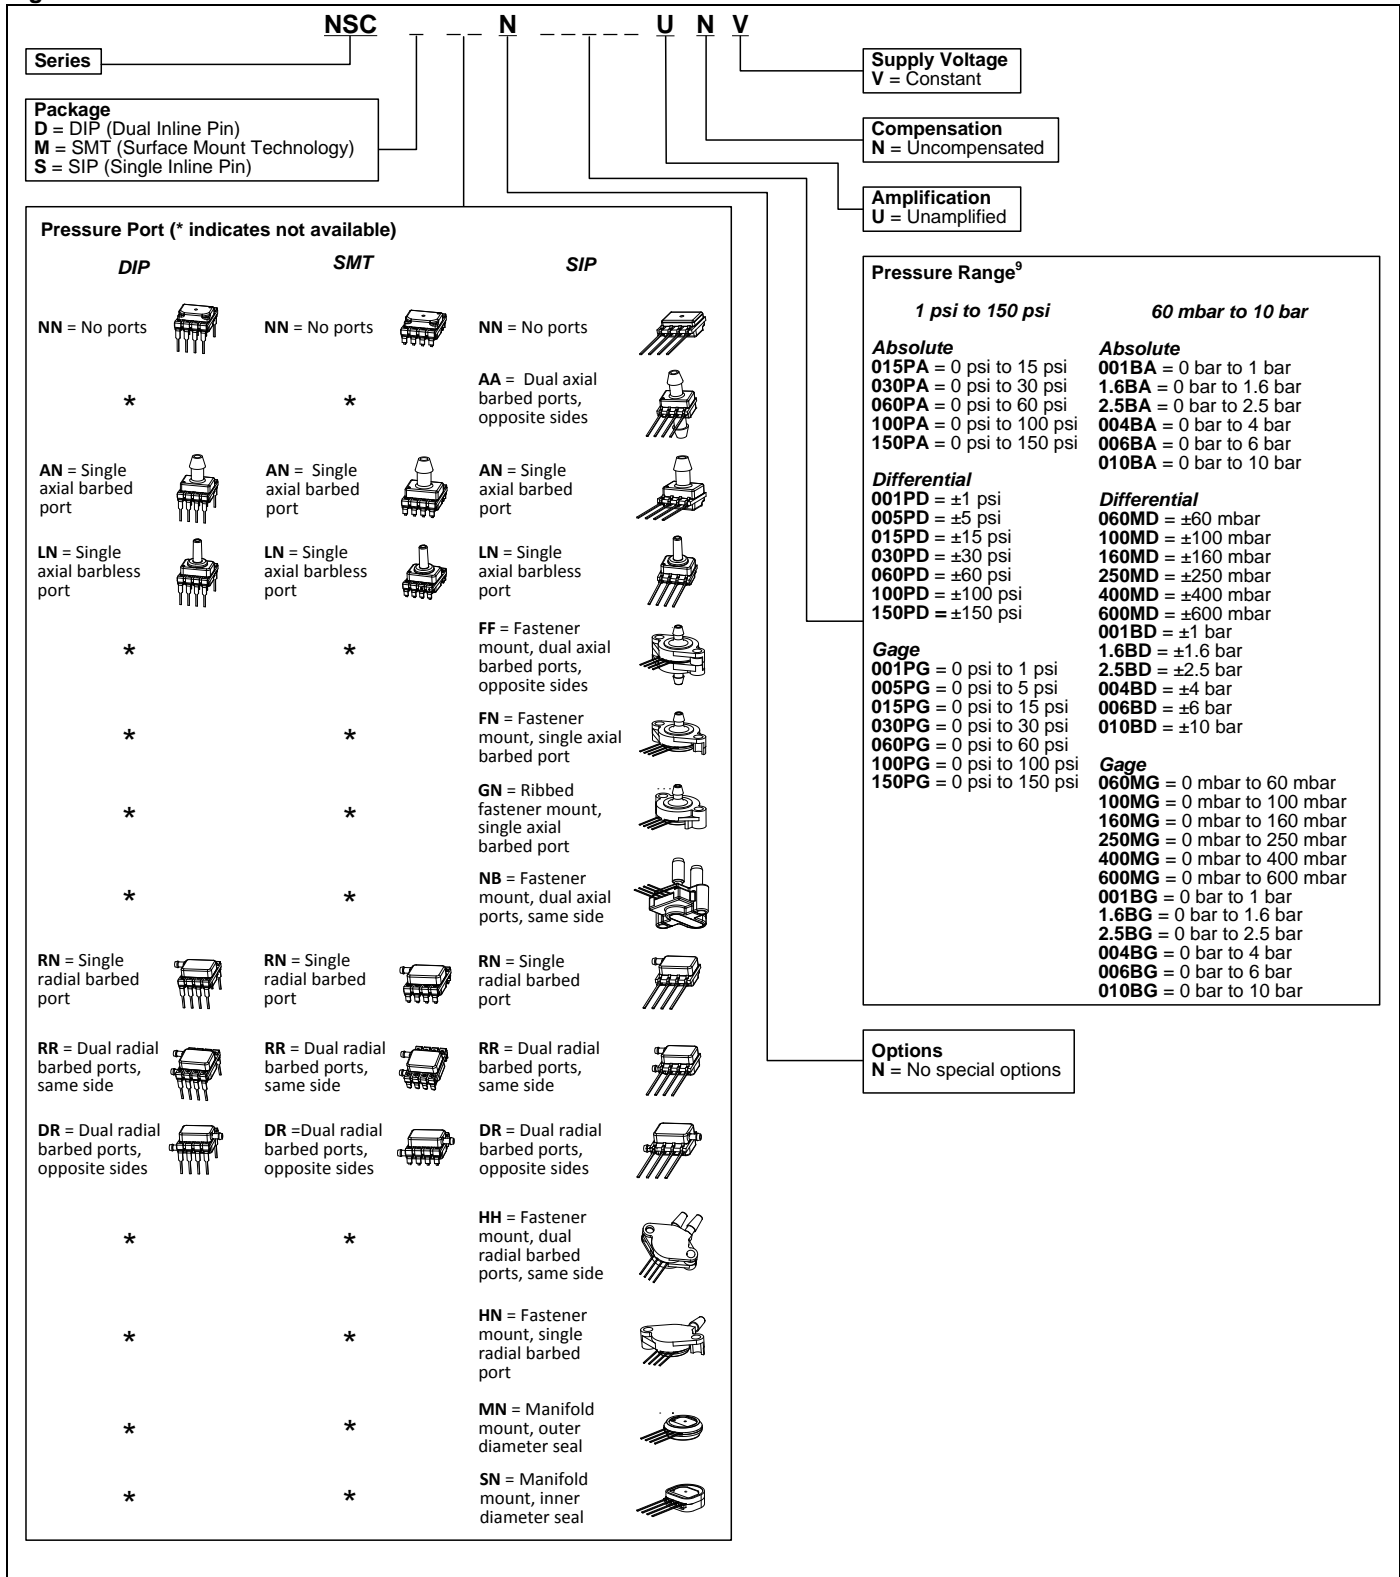 NSC _ _ _ N _ _ _ _ U N V
Series
Package
D = DIP (Dual Inline Pin)
M = SMT (Surface Mount Technology)
S = SIP (Single Inline Pin)
Supply Voltage
V = Constant
Compensation
N = Uncompensated
Amplification
U = Unamplified
Pressure Port (* indicates not available)
DIP
SMT
SIP
NN = No ports
NN = No ports
NN = No ports
*
*
AA = Dual axial
barbed ports,
opposite sides
AN = Single
axial barbed
port
AN = Single
axial barbed
port
AN = Single
axial barbed
port
LN = Single
axial barbless
port
LN = Single
axial barbless
port
LN = Single
axial barbless
port
*
*
FF = Fastener
mount, dual axial
barbed ports,
opposite sides
*
*
FN = Fastener
mount, single axial
barbed port
*
*
GN = Ribbed
fastener mount,
single axial
barbed port
*
*
NB = Fastener
mount, dual axial
ports, same side
RN = Single
radial barbed
port
RN = Single
radial barbed
port
RN = Single
radial barbed
port
RR = Dual radial
barbed ports,
same side
RR = Dual radial
barbed ports,
same side
RR = Dual radial
barbed ports,
same side
DR = Dual radial
barbed ports,
opposite sides
DR =Dual radial
barbed ports,
opposite sides
DR = Dual radial
barbed ports,
opposite sides
*
*
HH = Fastener
mount, dual
radial barbed
ports, same side
*
*
HN = Fastener
mount, single
radial barbed
port
*
*
MN = Manifold
mount, outer
diameter seal
*
*
SN = Manifold
mount, inner
diameter seal
Pressure Range9
1 psi to 150 psi
Absolute
015PA = 0 psi to 15 psi
030PA = 0 psi to 30 psi
060PA = 0 psi to 60 psi
100PA = 0 psi to 100 psi
150PA = 0 psi to 150 psi
Differential
001PD = ±1 psi
005PD = ±5 psi
015PD = ±15 psi
030PD = ±30 psi
060PD = ±60 psi
100PD = ±100 psi
150PD = ±150 psi
Gage
001PG = 0 psi to 1 psi
005PG = 0 psi to 5 psi
015PG = 0 psi to 15 psi
030PG = 0 psi to 30 psi
060PG = 0 psi to 60 psi
100PG = 0 psi to 100 psi
150PG = 0 psi to 150 psi
60 mbar to 10 bar
Absolute
001BA = 0 bar to 1 bar
1.6BA = 0 bar to 1.6 bar
2.5BA = 0 bar to 2.5 bar
004BA = 0 bar to 4 bar
006BA = 0 bar to 6 bar
010BA = 0 bar to 10 bar
Differential
060MD = ±60 mbar
100MD = ±100 mbar
160MD = ±160 mbar
250MD = ±250 mbar
400MD = ±400 mbar
600MD = ±600 mbar
001BD = ±1 bar
1.6BD = ±1.6 bar
2.5BD = ±2.5 bar
004BD = ±4 bar
006BD = ±6 bar
010BD = ±10 bar
Gage
060MG = 0 mbar to 60 mbar
100MG = 0 mbar to 100 mbar
160MG = 0 mbar to 160 mbar
250MG = 0 mbar to 250 mbar
400MG = 0 mbar to 400 mbar
600MG = 0 mbar to 600 mbar
001BG = 0 bar to 1 bar
1.6BG = 0 bar to 1.6 bar
2.5BG = 0 bar to 2.5 bar
004BG = 0 bar to 4 bar
006BG = 0 bar to 6 bar
010BG = 0 bar to 10 bar
Options
N = No special options